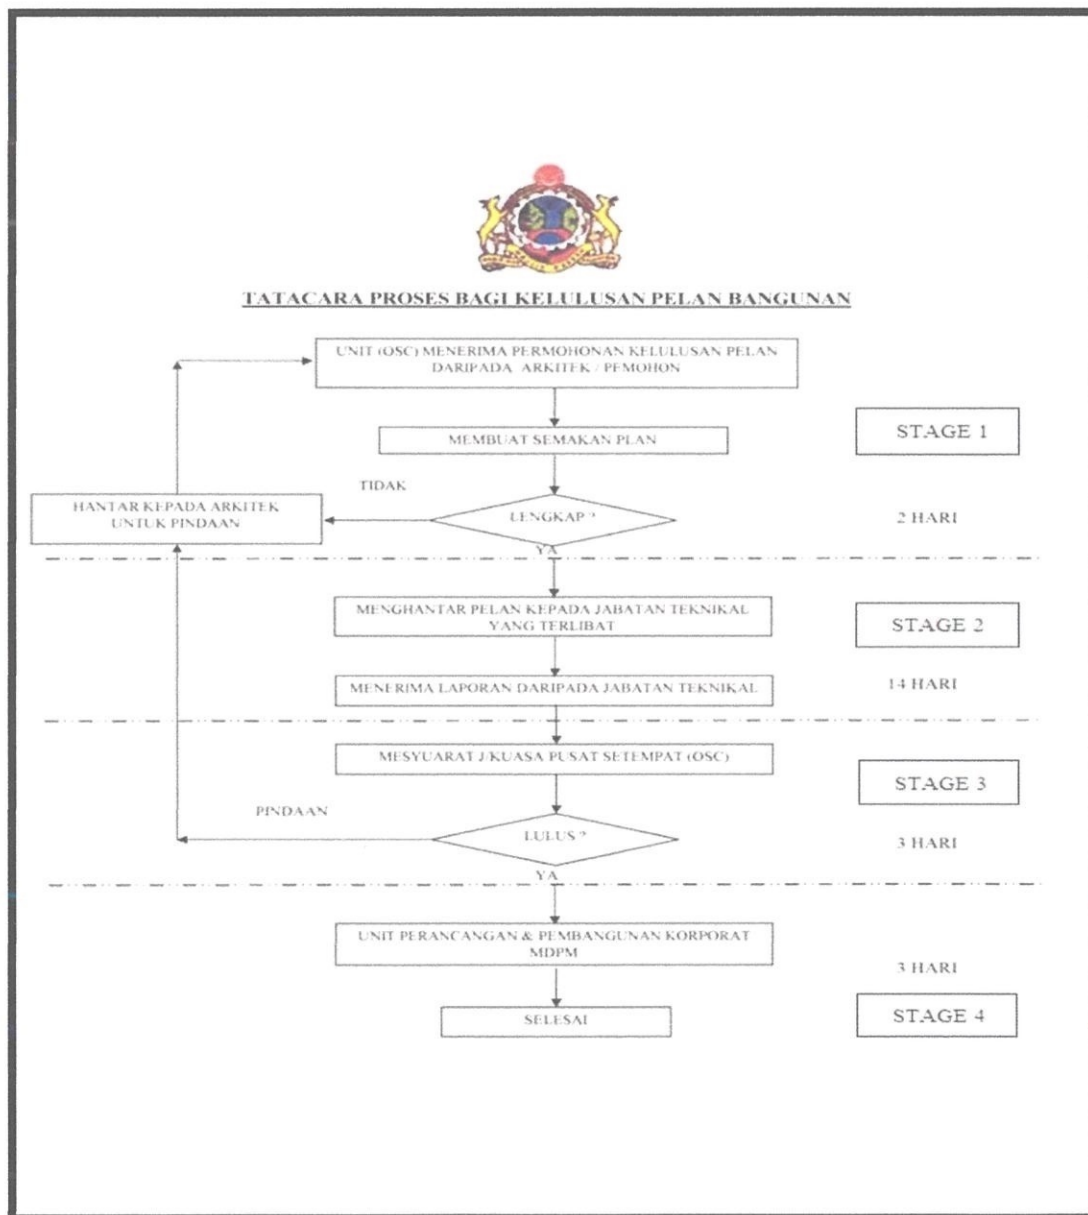 TATACARA PROSES BAGI KELULUSAN PELAN BANGUNAN
UNIT (OSC) MENERIMA PERMOHONAN KELULUSAN PELAN
DARIPADA ARKITEK / PEMOHON
MEMBUAT SEMAKAN PLAN
STAGE 1
TIDAK
HANTAR KEPADA ARKITEK
UNTUK PINDAAN
LENGKAP ?
2 HARI
YA
MENGHANTAR PELAN KEPADA JABATAN TEKNIKAL
YANG TERLIBAT
STAGE 2
MENERIMA LAPORAN DARIPADA JABATAN TEKNIKAL
14 HARI
MESYUARAT J/KUASA PUSAT SETEMPAT (OSC)
STAGE 3
PINDAAN
LULUS ?
3 HARI
YA
UNIT PERANCANGAN & PEMBANGUNAN KORPORAT
MDPM
3 HARI
SELESAI
STAGE 4